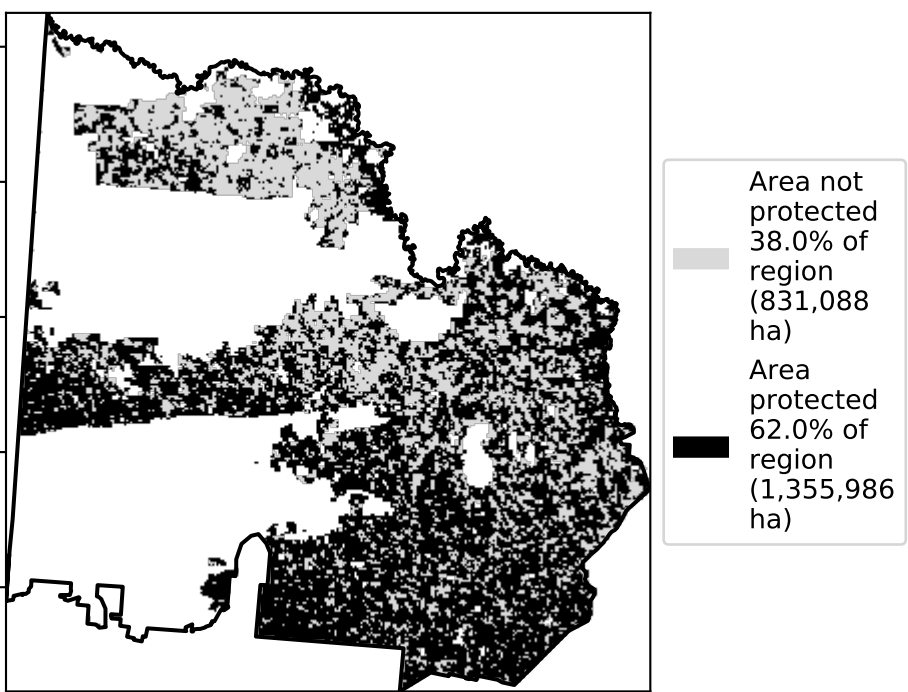 Area not
protected
38.0% of
region
(831,088
ha)
Area
protected
62.0% of
region
(1,355,986
ha)